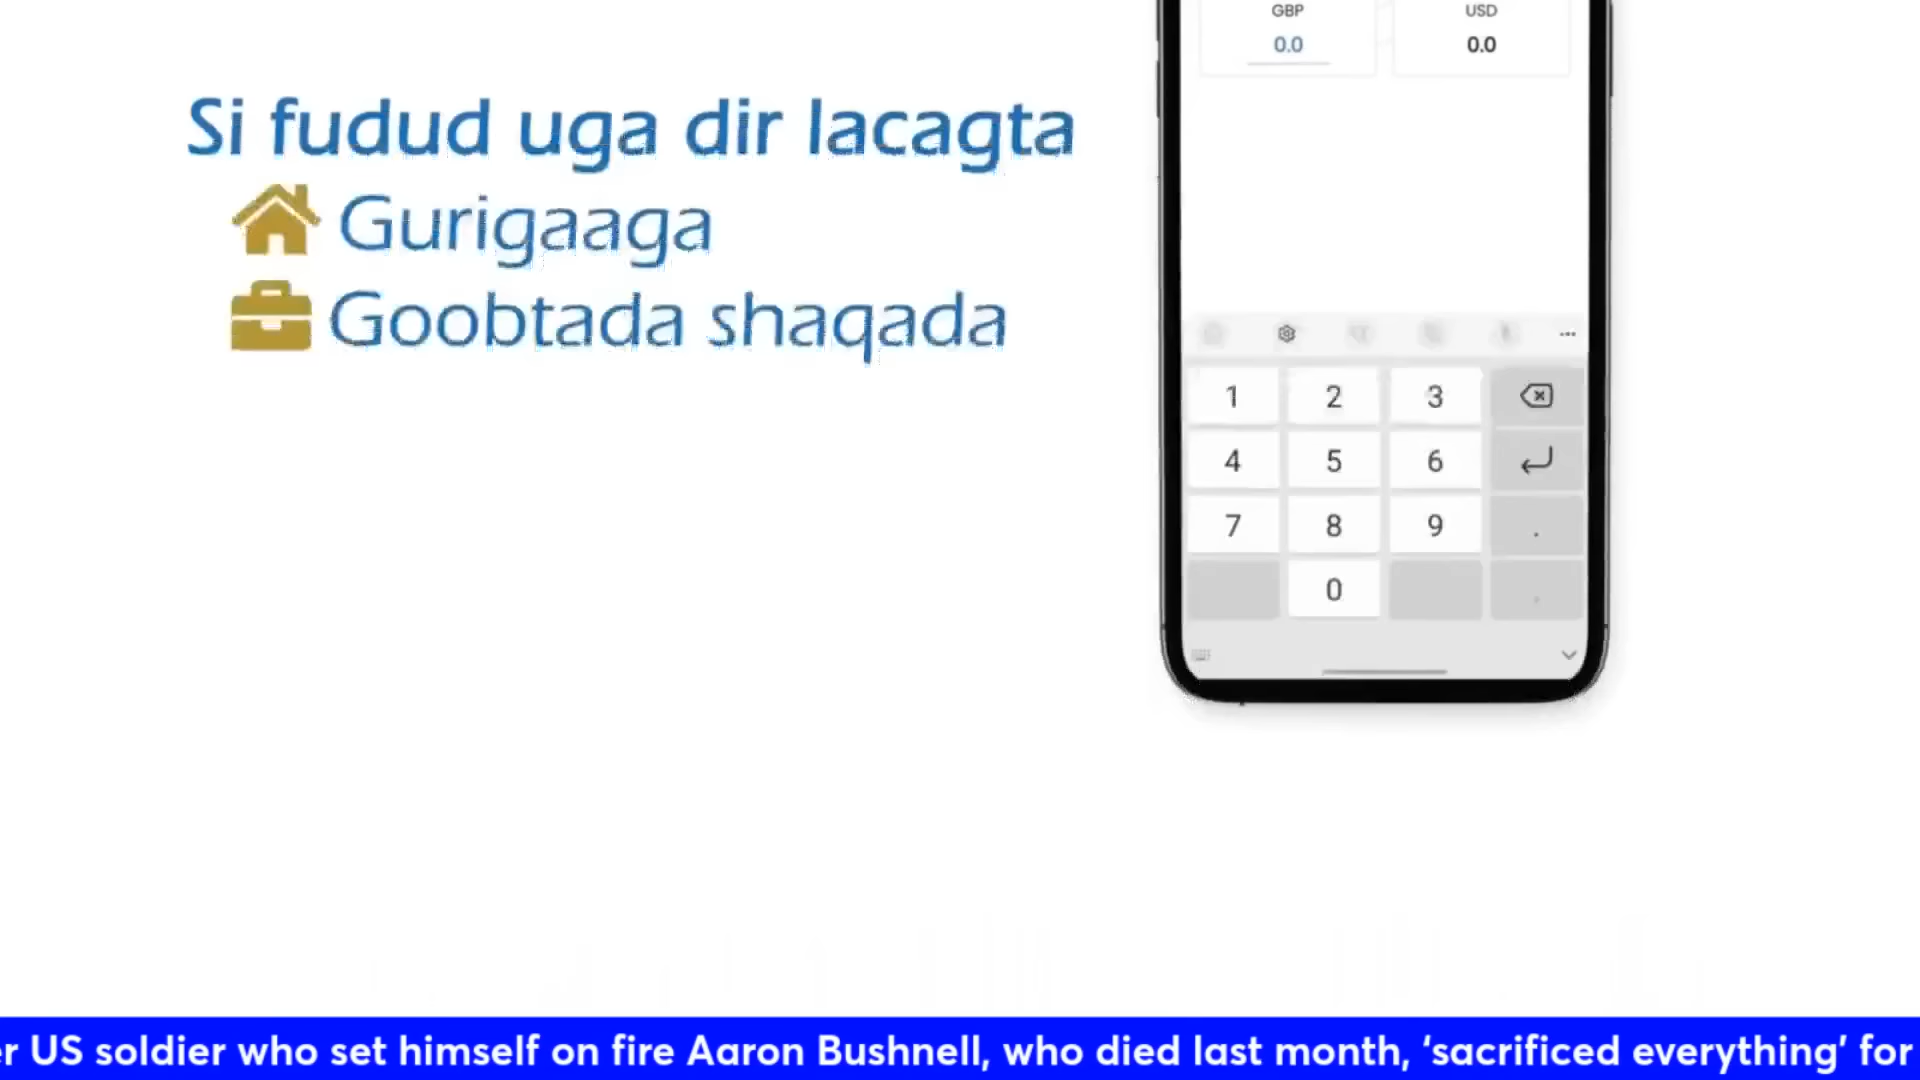 GBP
USD
0.0
0.0
Si fudud uga dir lacagta
Gurigaaga
Goobtada shaqada
1 2 3
4 5 6
7 8 9 .
0 .
US soldier who set himself on fire Aaron Bushnell, who died last month, ‘sacrificed everything’ for